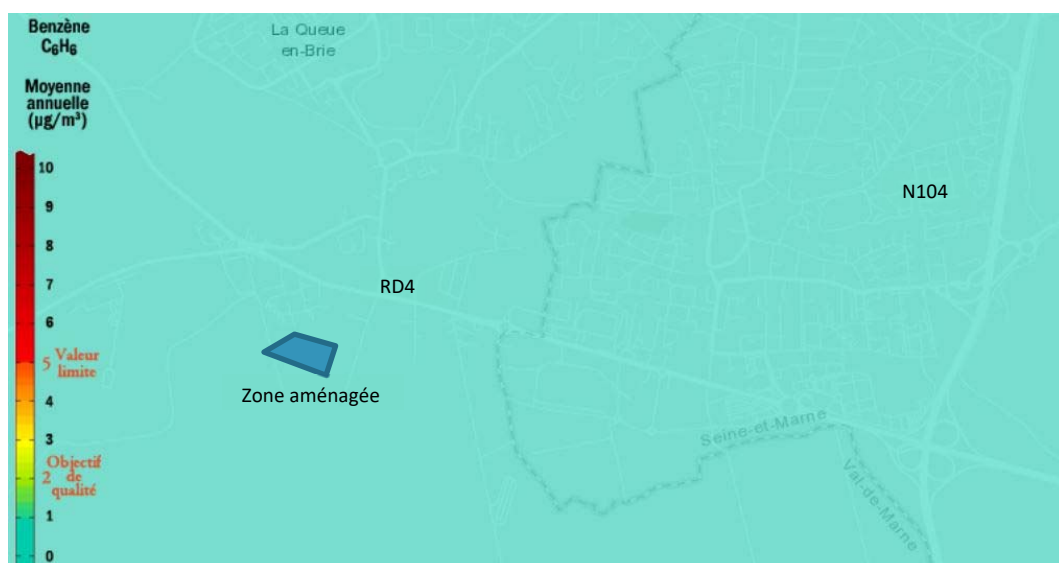 Benzène
C₆H₆
Moyenne
annuelle
(µg/m³)
10
9
8
7
6
5 Valeur
limite
4
3
Objectif
2 de
qualité
1
0
La Queue
en-Brie
N104
RD4
Zone aménagée
Seine-et-Marne
Val-de-Marne